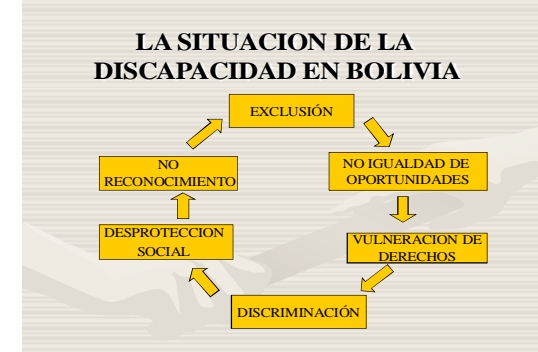 LA SITUACION DE LA
DISCAPACIDAD EN BOLIVIA
EXCLUSIÓN
NO IGUALDAD DE
OPORTUNIDADES
VULNERACION DE
DERECHOS
DISCRIMINACIÓN
DESPROTECCION
SOCIAL
NO
RECONOCIMIENTO